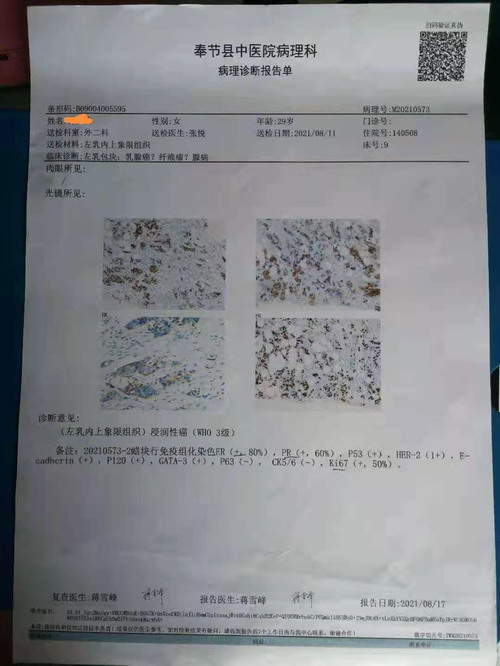 扫码验证真伪
奉节县中医院病理科
病理诊断报告单
条形码:B09004005595 病理号:M20210573
姓名 性别:女 年龄:29岁 门诊号:
送检科室:外二科 送检医生:张悦 送检日期:2021/08/11 住院号:140508
送检材料:左乳内上象限组织 床号:9
临床诊断:左乳包块:乳腺癌?纤维瘤?腺病
肉眼所见:
光镜所见:
诊断意见:
(左乳内上象限组织)浸润性癌(WHO 3级)
备注:20210573-2蜡块行免疫组化染色ER(+,80%),PR(+,60%),P53(+),HER-2(1+),E-
cadherin(+),P120(+),GATA-3(+),P63(-), CK5/6(-),Ki67(+,50%)。
复查医生:蒋雪峰 报告医生:蒋雪峰 报告日期:2021/08/17